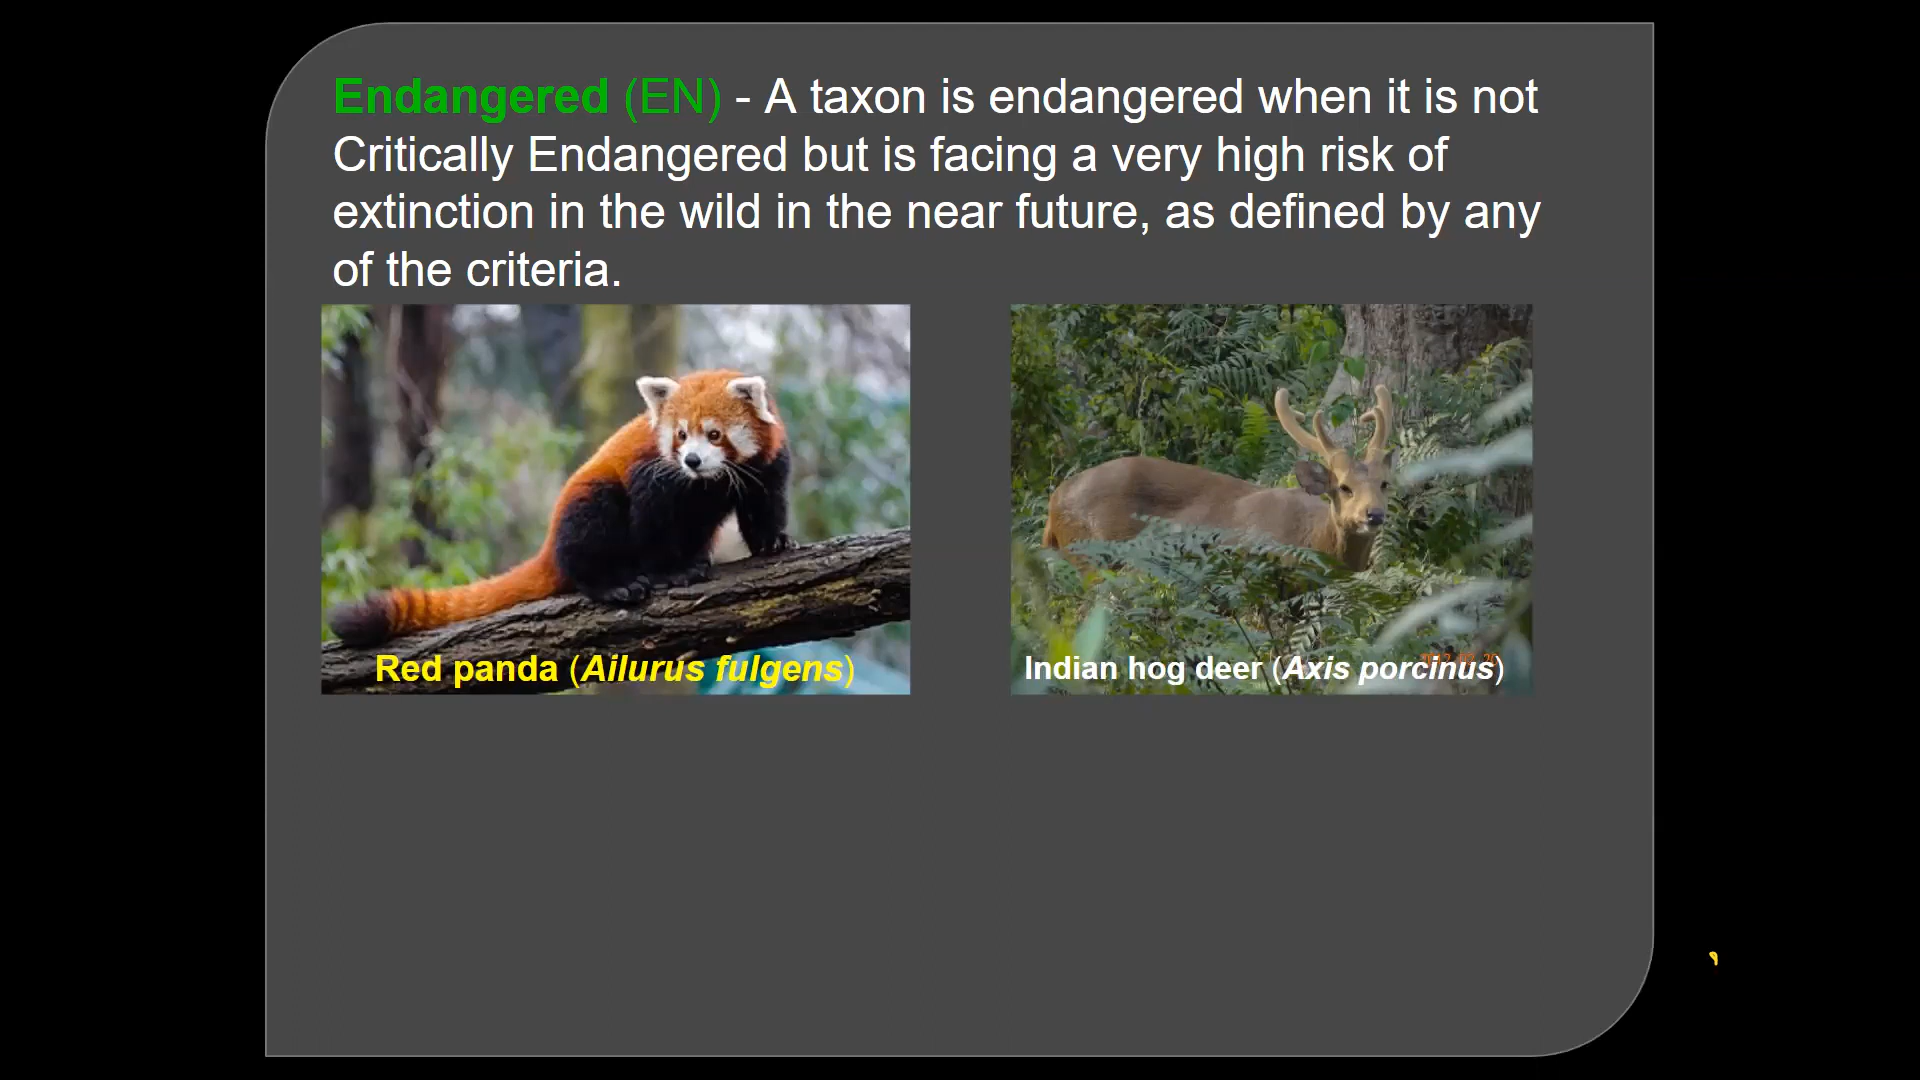 Endangered (EN) - A taxon is endangered when it is not
Critically Endangered but is facing a very high risk of
extinction in the wild in the near future, as defined by any
of the criteria.
Red panda (Ailurus fulgens)
Indian hog deer (Axis porcinus)